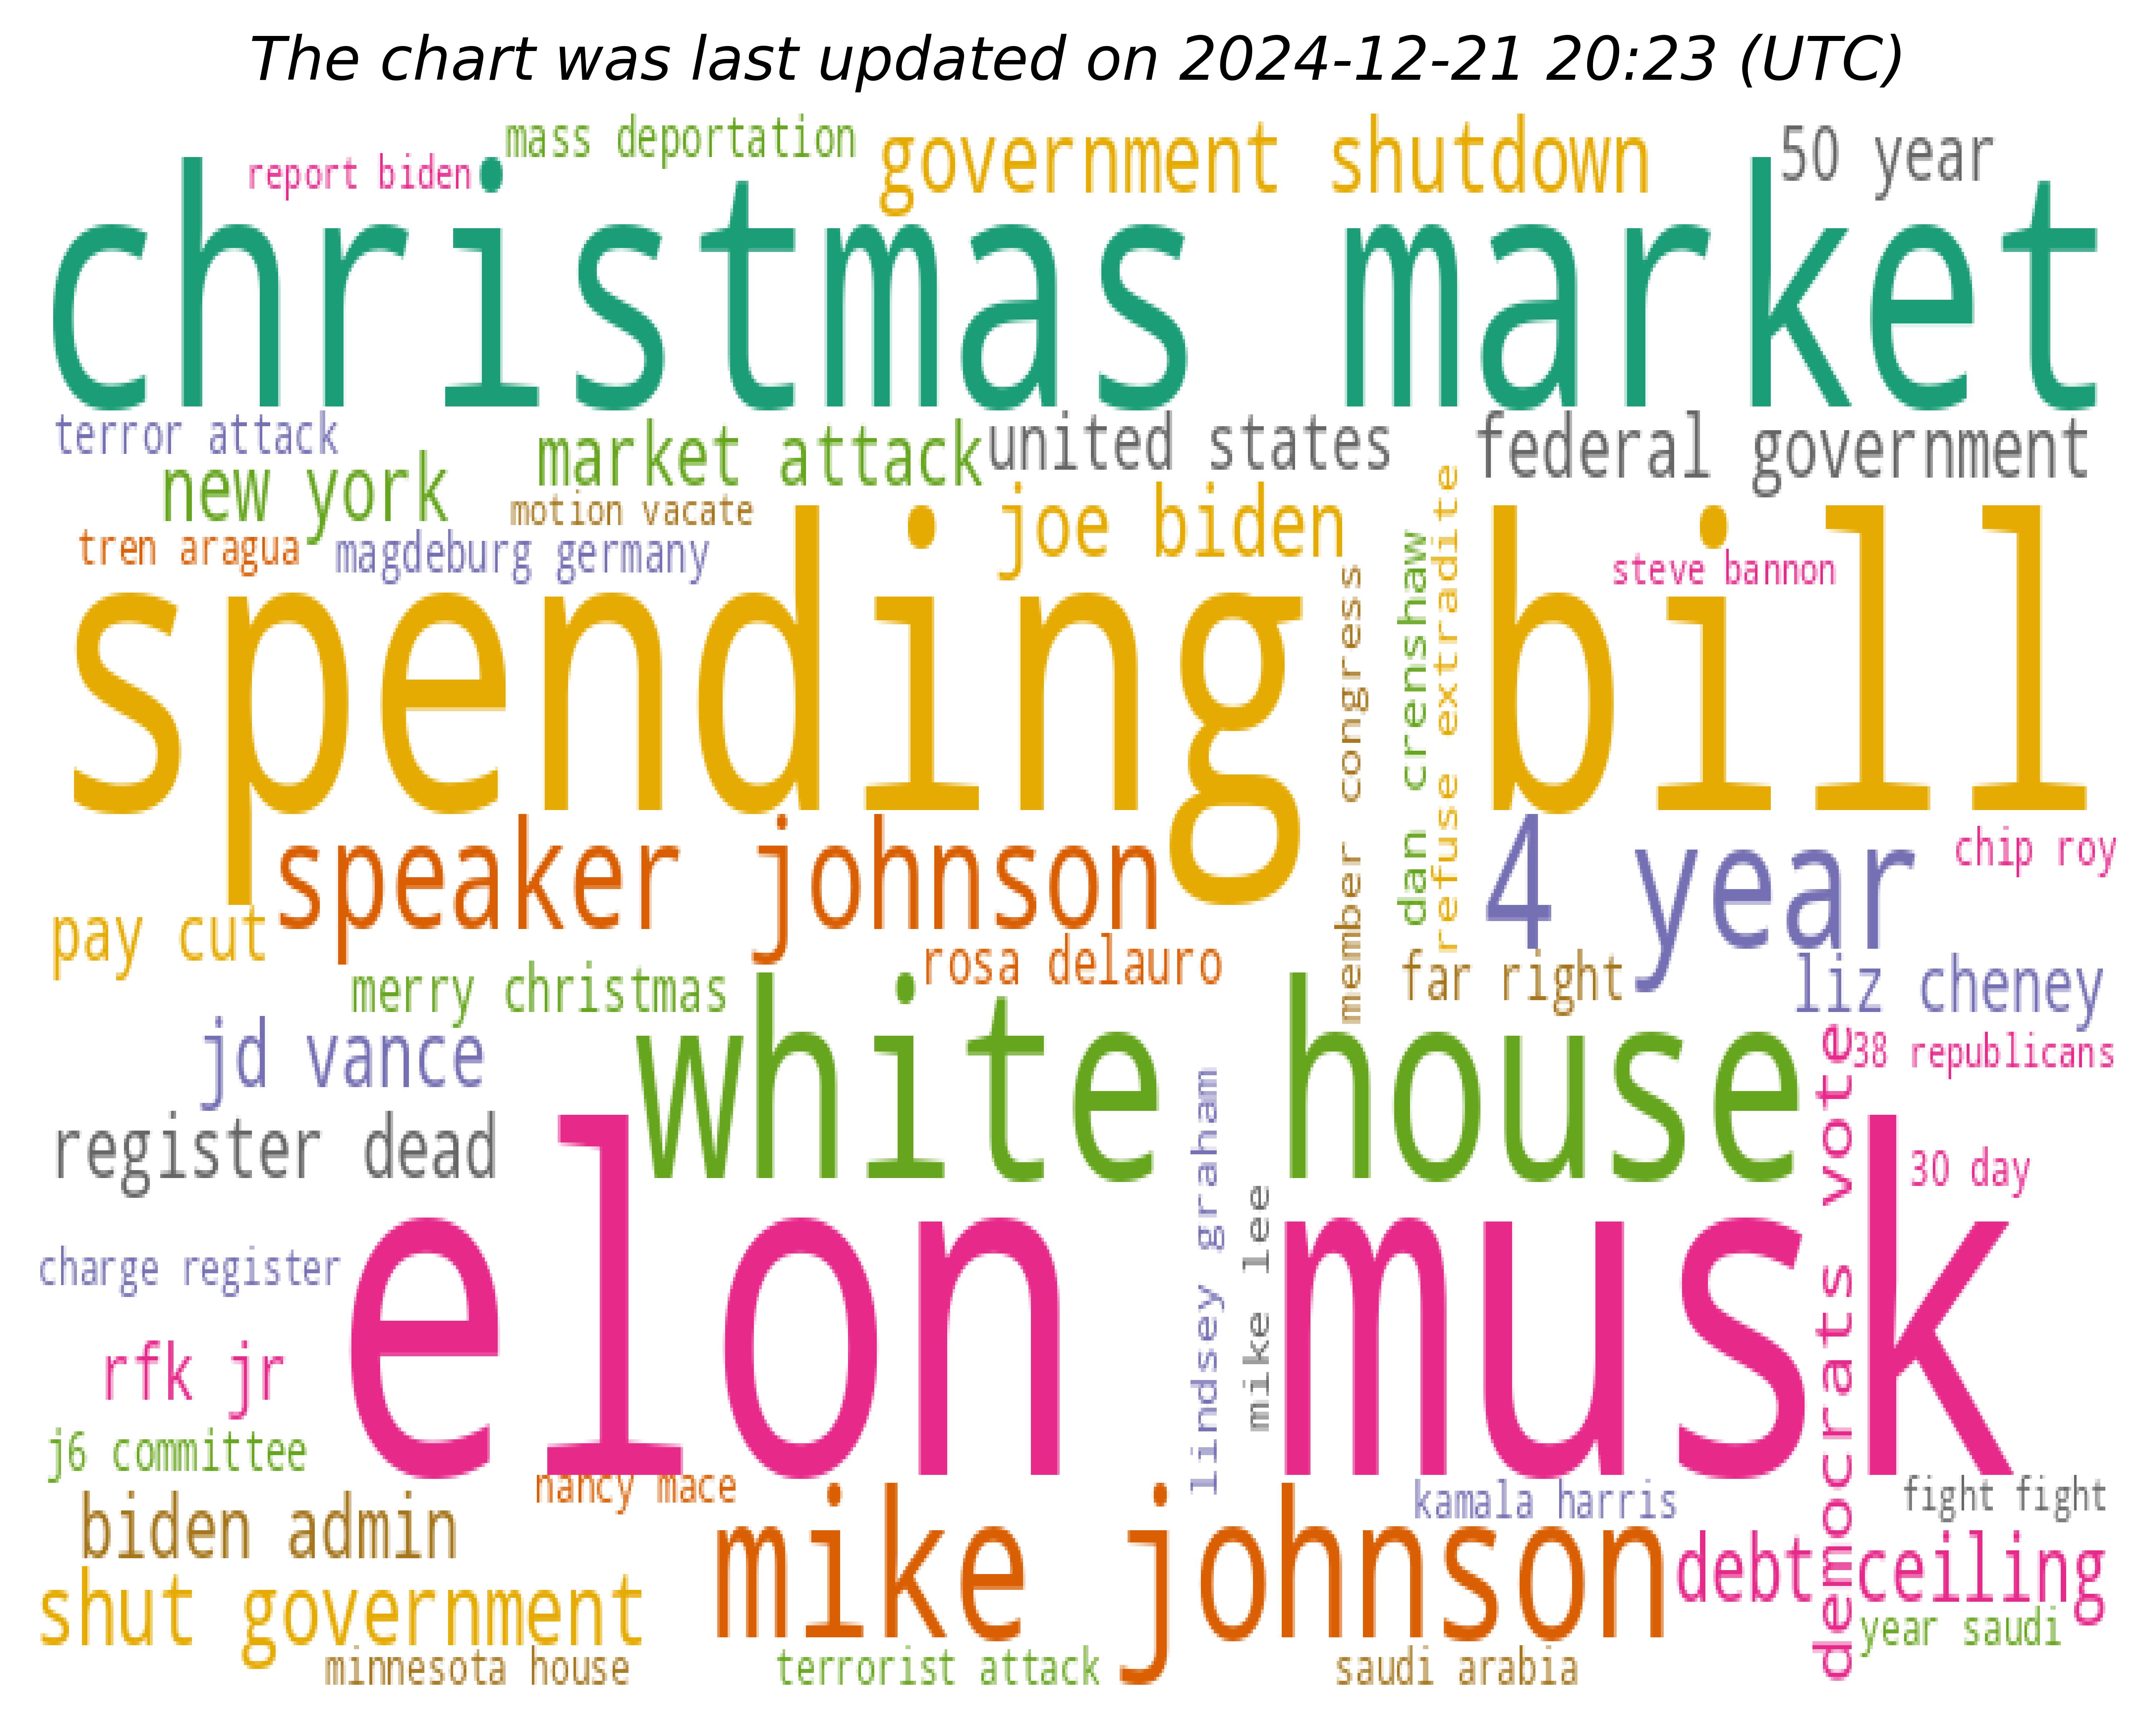 The chart was last updated on 2024-12-21 20:23 (UTC)
mass deportation
government shutdown
50 year
report biden
christmas market
terror attack
market attack
united states
federal government
new york
motion vacate
joe biden
tren aragua
magdeburg germany
steve bannon
spending bill
member congress
dan crenshaw
refuse extradite
speaker johnson
4 year
chip roy
pay cut
rosa delauro
far right
liz cheney
merry christmas
jd vance
white house
38 republicans
register dead
lindsey graham
mike lee
democrats vote
30 day
charge register
elon musk
rfk jr
j6 committee
nancy mace
kamala harris
fight fight
biden admin
mike johnson
debt ceiling
shut government
year saudi
minnesota house
terrorist attack
saudi arabia